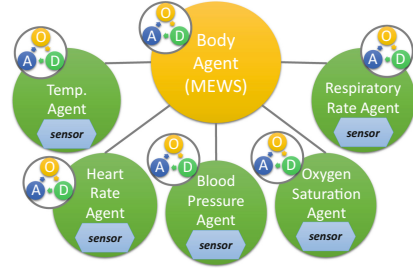 O
A D
Body
Agent
(MEWS)
O
A D
Temp.
Agent
sensor
O
A D
Respiratory
Rate Agent
sensor
O
A D
Heart
Rate
Agent
sensor
O
A D
Blood
Pressure
Agent
sensor
O
A D
Oxygen
Saturation
Agent
sensor